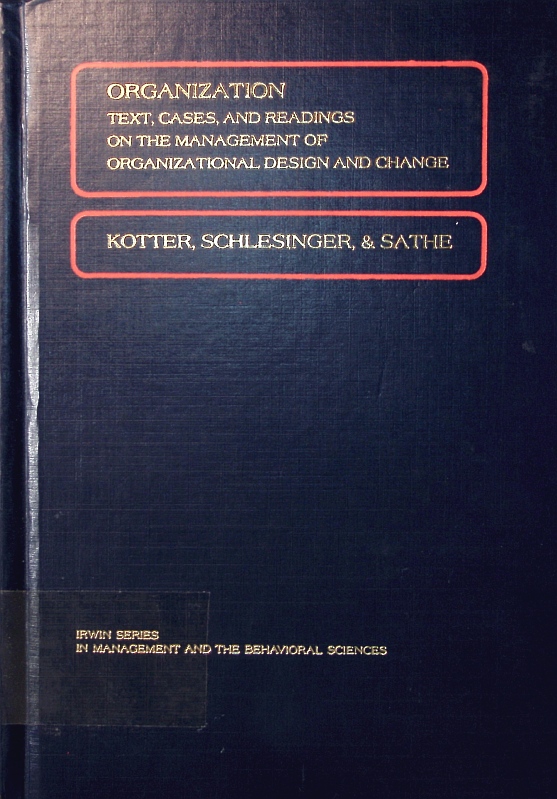 ORGANIZATION
TEXT, CASES, AND READINGS
ON THE MANAGEMENT OF
ORGANIZATIONAL DESIGN AND CHANGE
KOTTER, SCHLESINGER, & SATHE
IRWIN SERIES
IN MANAGEMENT AND THE BEHAVIORAL SCIENCES